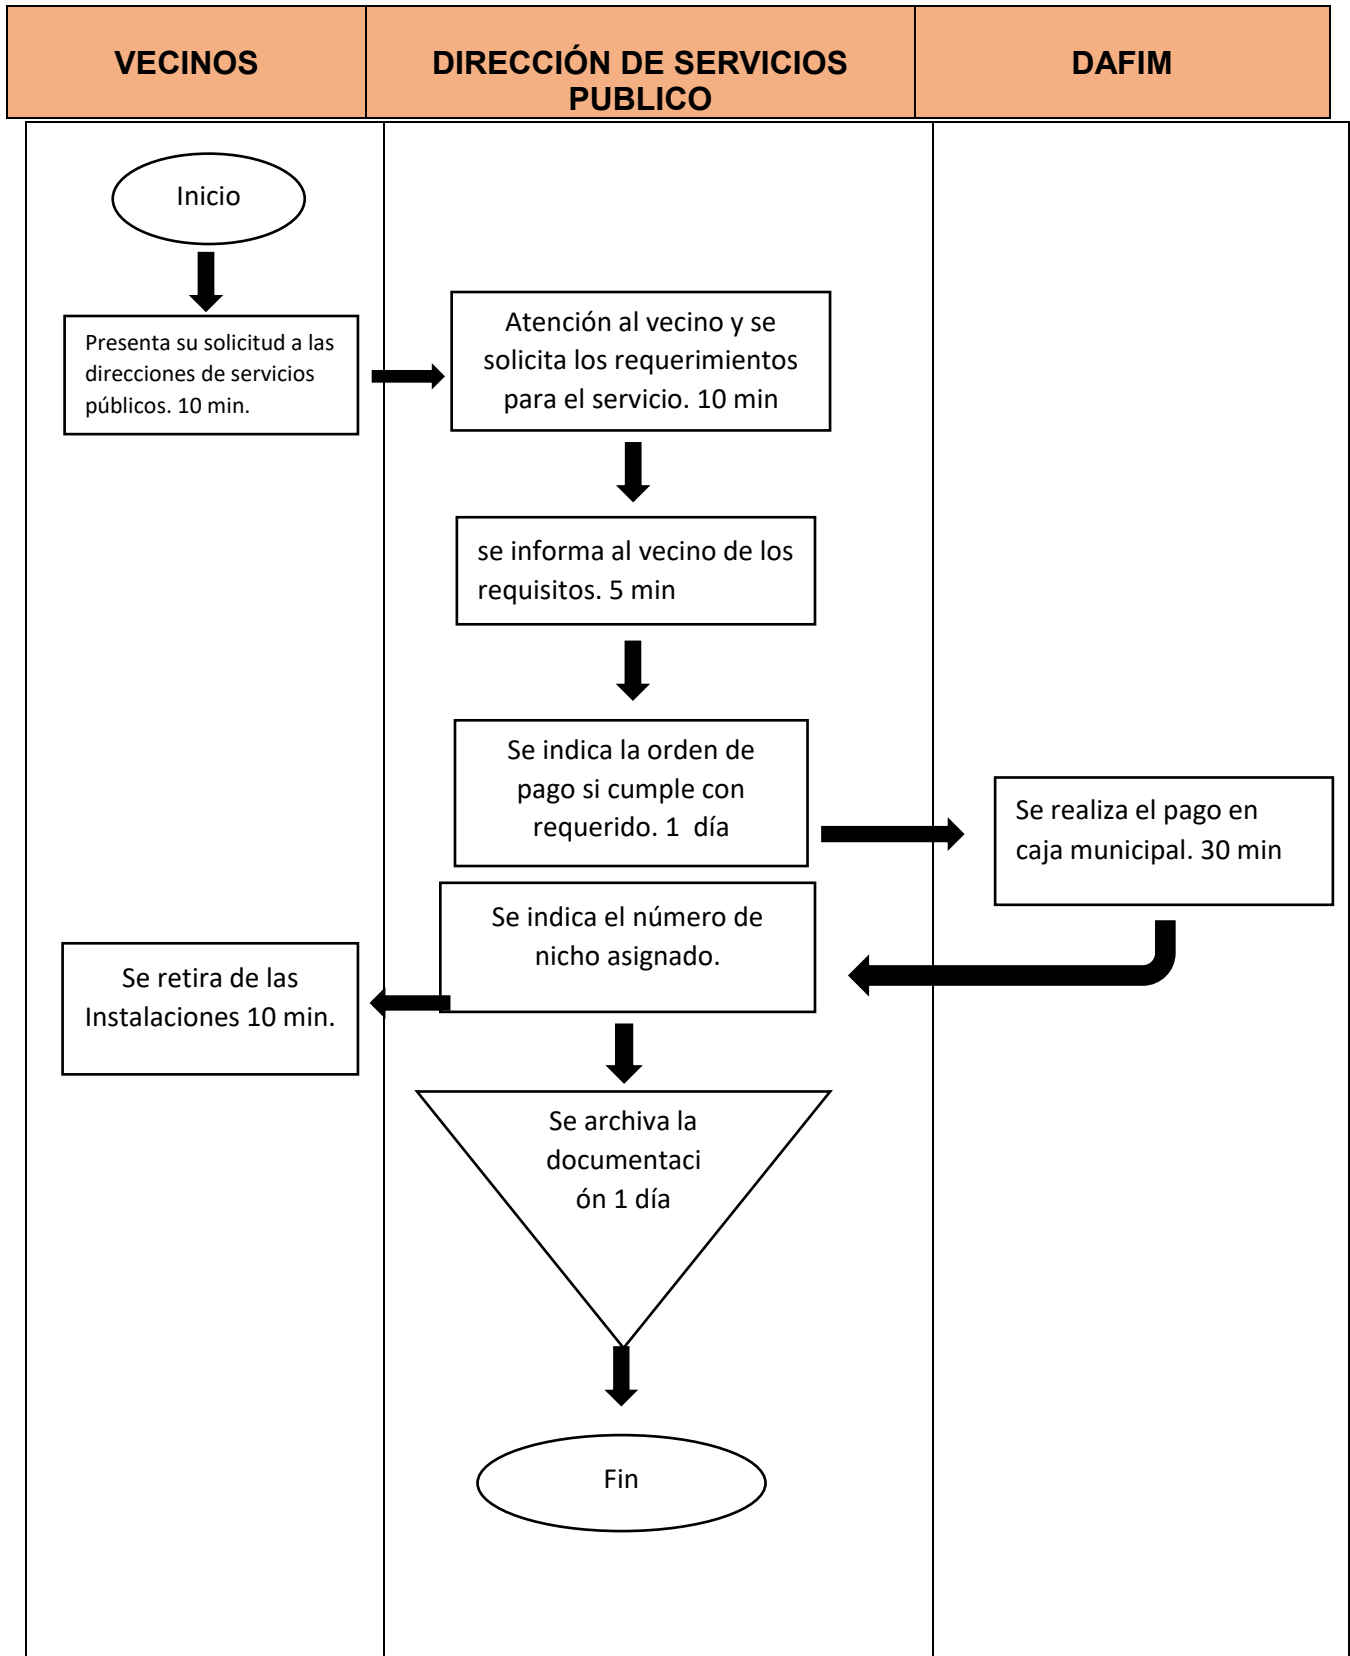 VECINOS
DIRECCIÓN DE SERVICIOS
PUBLICO
DAFIM
Inicio
Presenta su solicitud a las
direcciones de servicios
públicos. 10 min.
Atención al vecino y se
solicita los requerimientos
para el servicio. 10 min
se informa al vecino de los
requisitos. 5 min
Se indica la orden de
pago si cumple con
requerido. 1 día
Se realiza el pago en
caja municipal. 30 min
Se indica el número de
nicho asignado.
Se retira de las
Instalaciones 10 min.
Se archiva la
documentaci
ón 1 día
Fin